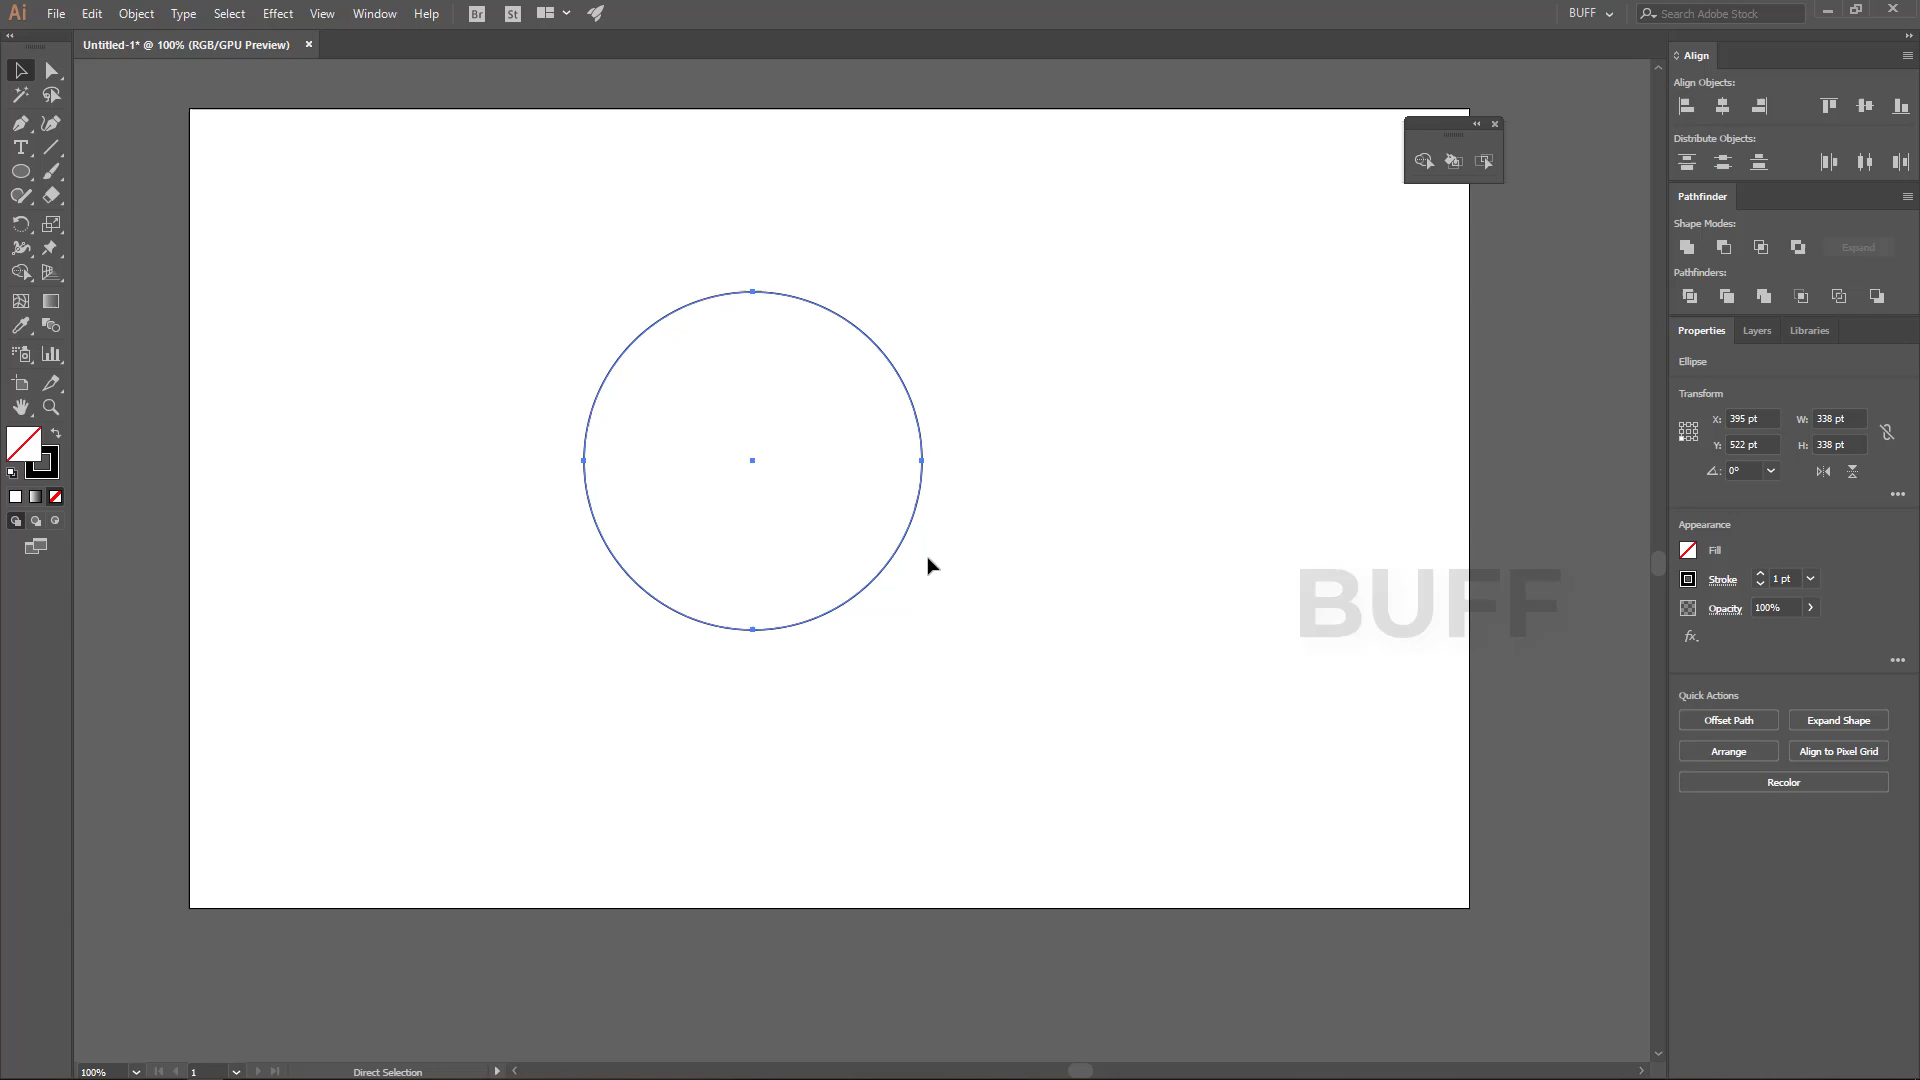 Ai File Edit Object Type Select Effect View Window Help Br St BUFF Search Adobe Stock
Untitled-1* @ 100% (RGB/GPU Preview)
Align
Align Objects:
Distribute Objects:
Pathfinder
Shape Modes:
Expand
Pathfinders:
Properties Layers Libraries
Ellipse
Transform
X: 395 pt W: 338 pt
Y: 522 pt H: 338 pt
0°
Appearance
Fill
Stroke 1 pt
Opacity 100%
fx.
BUFF
Quick Actions
Offset Path Expand Shape
Arrange Align to Pixel Grid
Recolor
100% 1 Direct Selection